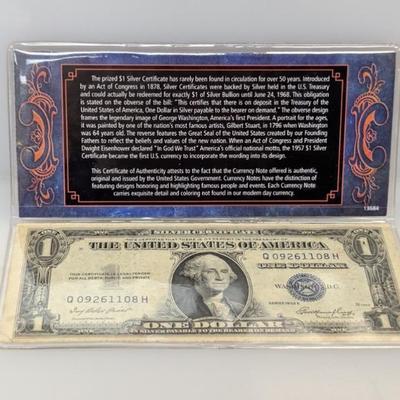 The prized $1 Silver Certificate has rarely been found in circulation for over 50 years. Introduced
by an Act of Congress in 1878, Silver Certificates were backed by Silver held in the U.S. Treasury
and could actually be redeemed for exactly $1 of Silver Bullion until June 24, 1968. This obligation
is stated on the obverse of the bill: "This certifies that there is on deposit in the Treasury of the
United States of America, One Dollar in Silver payable to the bearer on demand." The obverse design
frames the legendary image of George Washington, America's first President. A portrait for the ages,
it was painted by one of the nation's most famous artists, Gilbert Stuart, in 1796 when Washington
was 64 years old. The reverse features the Great Seal of the United States created by our Founding
Fathers to reflect the beliefs and values of the new nation. When an Act of Congress and President
Dwight Eisenhower declared "In God We Trust" America's official national motto, the 1957 $1 Silver
Certificate became the first U.S. currency to incorporate the wording into its design.
This Certificate of Authenticity attests to the fact that the Currency Note offered is authentic,
original and issued by the United States Government. Currency Notes have the distinction of
featuring designs honoring and highlighting famous people and events. Each Currency Note
carries exquisite detail and coloring not found in our modern day currency.
13584
SILVER CERTIFICATE
1 THE UNITED STATES OF AMERICA 1
Q 09261108 H
WASHINGTON, D.C.
Q 09261108 H
1 ONE DOLLAR 1
IN SILVER PAYABLE TO THE BEARER ON DEMAND